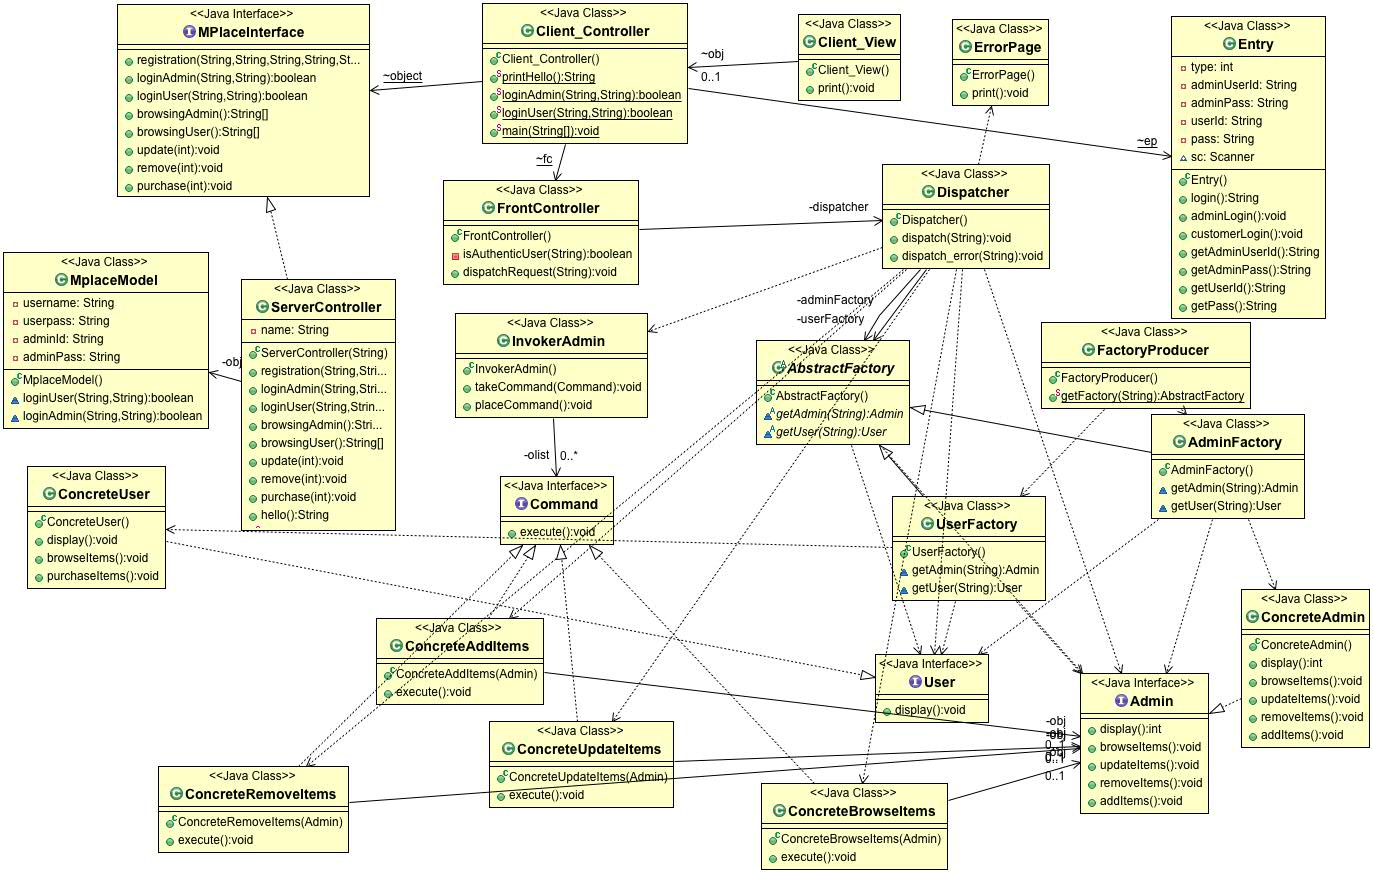 <<Java Interface>>
MPlaceInterface
registration(String,String,String,String,St...
loginAdmin(String,String):boolean
loginUser(String,String):boolean
browsingAdmin():String[]
browsingUser():String[]
update(int):void
remove(int):void
purchase(int):void
<<Java Class>>
Client_Controller
Client_Controller()
printHello():String
loginAdmin(String,String):boolean
loginUser(String,String):boolean
main(String[]):void
<<Java Class>>
Client_View
Client_View()
print():void
<<Java Class>>
ErrorPage
ErrorPage()
print():void
<<Java Class>>
Entry
type: int
adminUserId: String
adminPass: String
userId: String
pass: String
sc: Scanner
Entry()
login():String
adminLogin():void
customerLogin():void
getAdminUserId():String
getAdminPass():String
getUserId():String
getPass():String
~object
~obj
0..1
~ep
~fc
<<Java Class>>
FrontController
FrontController()
isAuthenticUser(String):boolean
dispatchRequest(String):void
-dispatcher
<<Java Class>>
Dispatcher
Dispatcher()
dispatch(String):void
dispatch_error(String):void
<<Java Class>>
MplaceModel
username: String
userpass: String
adminId: String
adminPass: String
MplaceModel()
loginUser(String,String):boolean
loginAdmin(String,String):boolean
-obj
<<Java Class>>
ServerController
name: String
ServerController(String)
registration(String,Stri...
loginAdmin(String,Stri...
loginUser(String,Strin...
browsingAdmin():Stri...
browsingUser():String[]
update(int):void
remove(int):void
purchase(int):void
hello():String
<<Java Class>>
InvokerAdmin
InvokerAdmin()
takeCommand(Command):void
placeCommand():void
-adminFactory
-userFactory
<<Java Class>>
AbstractFactory
AbstractFactory()
getAdmin(String):Admin
getUser(String):User
<<Java Class>>
FactoryProducer
FactoryProducer()
getFactory(String):AbstractFactory
<<Java Class>>
AdminFactory
AdminFactory()
getAdmin(String):Admin
getUser(String):User
-olist
0..*
<<Java Class>>
ConcreteUser
ConcreteUser()
display():void
browseItems():void
purchaseItems():void
<<Java Interface>>
Command
execute():void
<<Java Class>>
UserFactory
UserFactory()
getAdmin(String):Admin
getUser(String):User
<<Java Class>>
ConcreteAdmin
ConcreteAdmin()
display():int
browseItems():void
updateItems():void
removeItems():void
addItems():void
<<Java Class>>
ConcreteAddItems
ConcreteAddItems(Admin)
execute():void
<<Java Interface>>
User
display():void
<<Java Interface>>
Admin
display():int
browseItems():void
updateItems():void
removeItems():void
addItems():void
-obj
-obj
0..1
-obj
0..1
0..1
<<Java Class>>
ConcreteUpdateItems
ConcreteUpdateItems(Admin)
execute():void
<<Java Class>>
ConcreteRemoveItems
ConcreteRemoveItems(Admin)
execute():void
<<Java Class>>
ConcreteBrowseItems
ConcreteBrowseItems(Admin)
execute():void